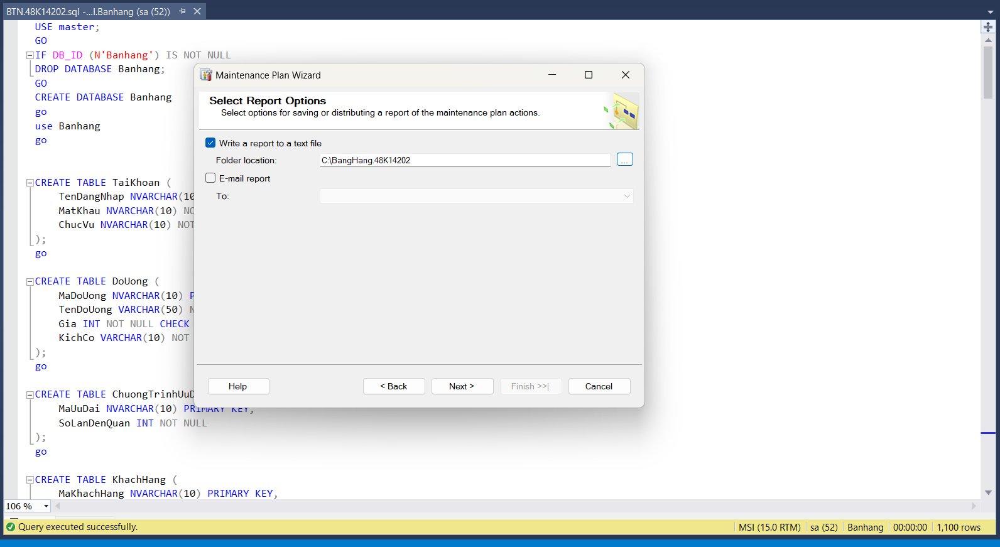 BTN.48K14202.sql -...I.Banhang (sa (52))
USE master;
GO
IF DB_ID (N'Banhang') IS NOT NULL
DROP DATABASE Banhang;
GO
CREATE DATABASE Banhang
go
use Banhang
go
CREATE TABLE TaiKhoan (
TenDangNhap NVARCHAR(10
MatKhau NVARCHAR(10) NO
ChucVu NVARCHAR(10) NOT
);
go
CREATE TABLE DoUong (
MaDoUong NVARCHAR(10) P
TenDoUong VARCHAR(50) N
Gia INT NOT NULL CHECK
KichCo VARCHAR(10) NOT
);
go
CREATE TABLE ChuongTrinhUuD
MaUuDai NVARCHAR(10) PRIMARY KEY,
SoLanDenQuan INT NOT NULL
);
go
CREATE TABLE KhachHang (
MaKhachHang NVARCHAR(10) PRIMARY KEY,
Maintenance Plan Wizard
Select Report Options
Select options for saving or distributing a report of the maintenance plan actions.
Write a report to a text file
Folder location: C:\BangHang.48K14202 ...
E-mail report
To:
Help < Back Next > Finish >>| Cancel
106 %
Query executed successfully. MSI (15.0 RTM) sa (52) Banhang 00:00:00 1,100 rows